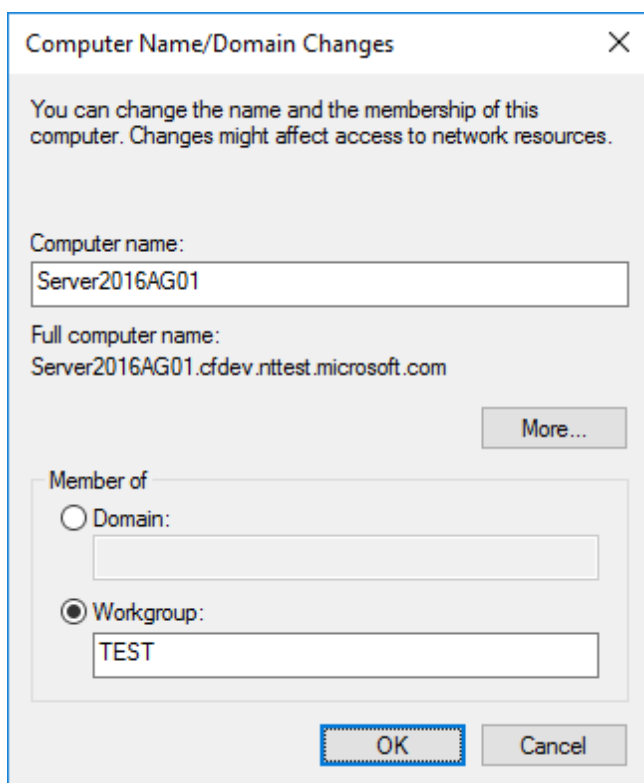 Computer Name/Domain Changes
You can change the name and the membership of this
computer. Changes might affect access to network resources.
Computer name:
Server2016AG01
Full computer name:
Server2016AG01.cfdev.nttest.microsoft.com
More...
Member of
Domain:
Workgroup:
TEST
OK
Cancel